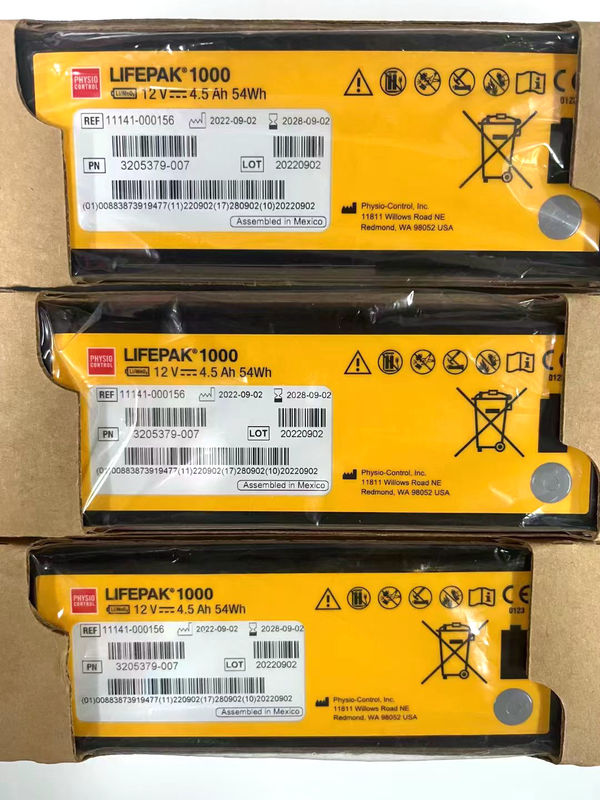 PHYSIO
CONTROL
LIFEPAK® 1000
Li/MnO₂ 12 V 4.5 Ah 54Wh
REF 11141-000156 2022-09-02 2028-09-02
PN 3205379-007 LOT 20220902
(01)00883873919477(11)220902(17)280902(10)20220902
Assembled in Mexico
0123
Physio-Control, Inc.
11811 Willows Road NE
Redmond, WA 98052 USA
PHYSIO
CONTROL
LIFEPAK® 1000
Li/MnO₂ 12 V 4.5 Ah 54Wh
REF 11141-000156 2022-09-02 2028-09-02
PN 3205379-007 LOT 20220902
(01)00883873919477(11)220902(17)280902(10)20220902
Assembled in Mexico
0123
Physio-Control, Inc.
11811 Willows Road NE
Redmond, WA 98052 USA
PHYSIO
CONTROL
LIFEPAK® 1000
Li/MnO₂ 12 V 4.5 Ah 54Wh
REF 11141-000156 2022-09-02 2028-09-02
PN 3205379-007 LOT 20220902
(01)00883873919477(11)220902(17)280902(10)20220902
Assembled in Mexico
CE
0123
Physio-Control, Inc.
11811 Willows Road NE
Redmond, WA 98052 USA